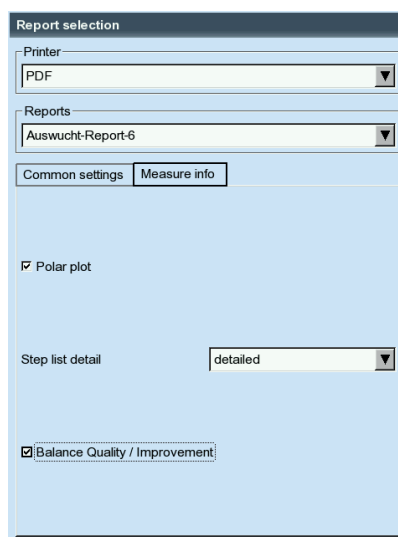 Report selection
Printer
PDF
Reports
Auswucht-Report-6
Common settings Measure info
Polar plot
Step list detail detailed
Balance Quality / Improvement